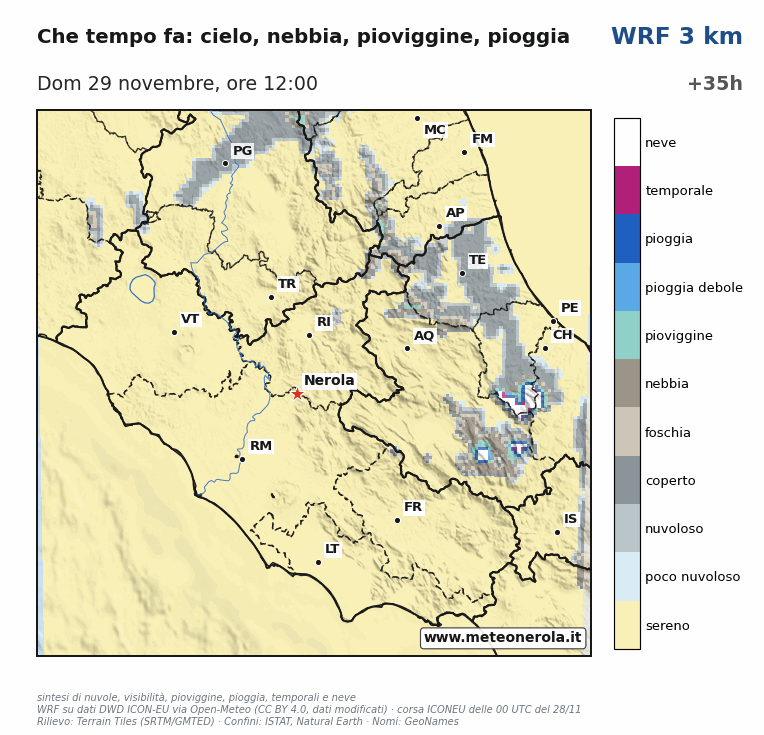 Che tempo fa: cielo, nebbia, pioviggine, pioggia
WRF 3 km
Dom 29 novembre, ore 12:00
+35h
MC
FM
PG
AP
TE
TR
PE
VT
RI
CH
AQ
Nerola
RM
FR
IS
LT
www.meteonerola.it
neve
temporale
pioggia
pioggia debole
pioviggine
nebbia
foschia
coperto
nuvoloso
poco nuvoloso
sereno
sintesi di nuvole, visibilità, pioviggine, pioggia, temporali e neve
WRF su dati DWD ICON-EU via Open-Meteo (CC BY 4.0, dati modificati) · corsa ICONEU delle 00 UTC del 28/11
Rilievo: Terrain Tiles (SRTM/GMTED) · Confini: ISTAT, Natural Earth · Nomi: GeoNames